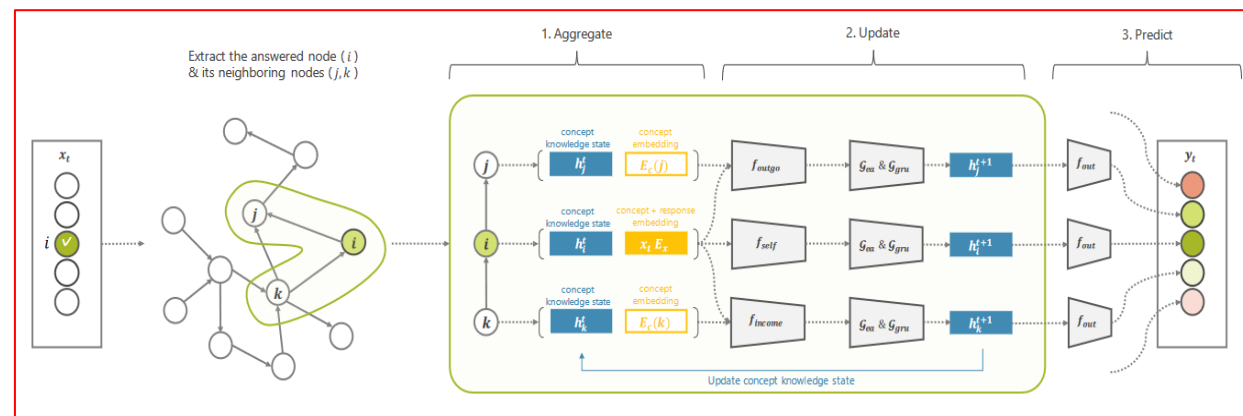 1. Aggregate
2. Update
3. Predict
Extract the answered node (i)
& its neighboring nodes (j, k)
x_t
i
j
i
k
concept
knowledge state
concept
embedding
j
h_j^t
E_c(j)
f_outgo
g_ea & g_gru
h_j^{t+1}
f_out
y_t
concept
knowledge state
concept + response
embedding
i
h_i^t
x_t E_x
f_self
g_ea & g_gru
h_i^{t+1}
f_out
concept
knowledge state
concept
embedding
k
h_k^t
E_c(k)
f_income
g_ea & g_gru
h_k^{t+1}
f_out
Update concept knowledge state